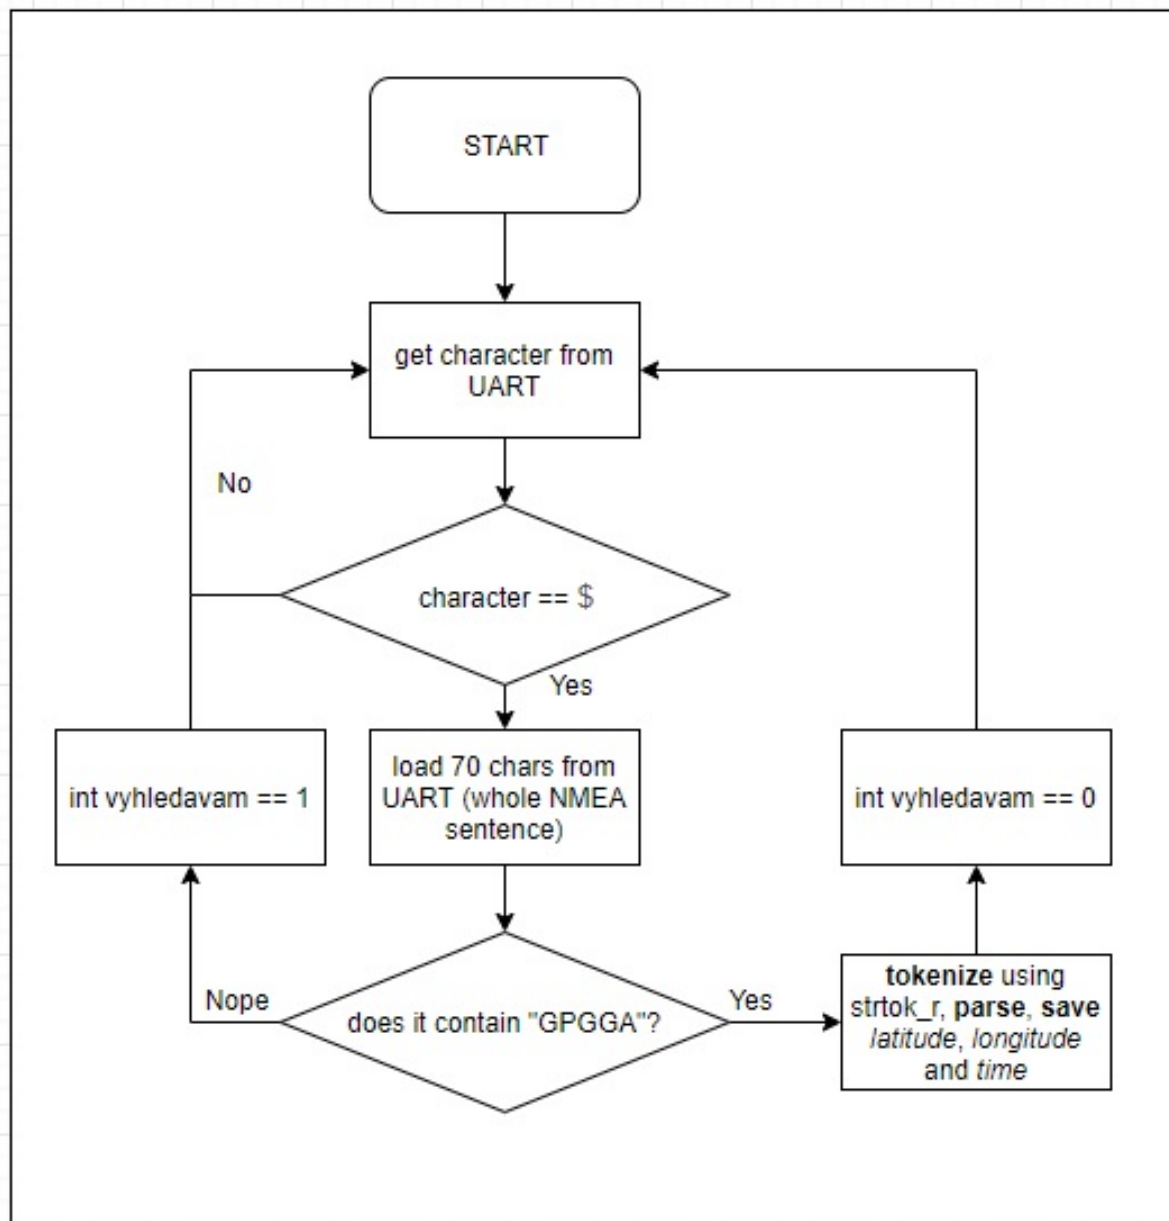 START
get character from
UART
No
character == $
Yes
int vyhledavam == 1
load 70 chars from
UART (whole NMEA
sentence)
int vyhledavam == 0
Nope
does it contain "GPGGA"?
Yes
tokenize using
strtok_r, parse, save
latitude, longitude
and time